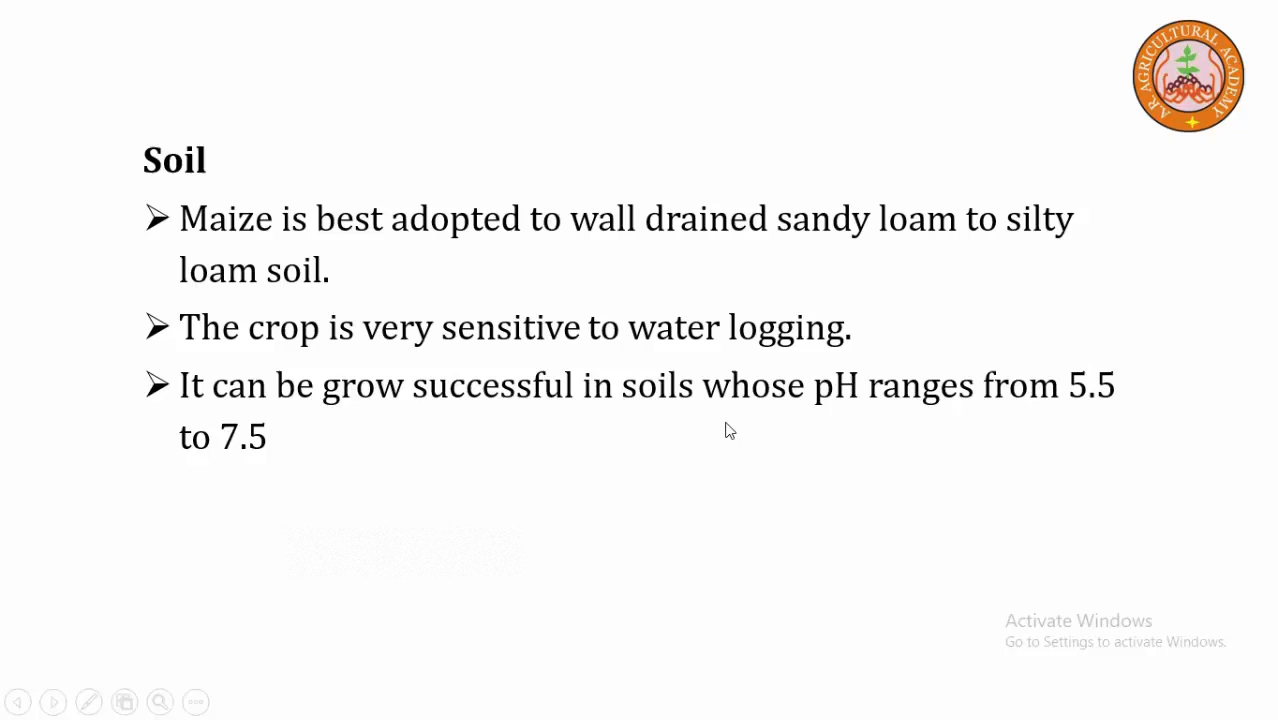 A.R. AGRICULTURAL ACADEMY
Soil
➢ Maize is best adopted to wall drained sandy loam to silty
loam soil.
➢ The crop is very sensitive to water logging.
➢ It can be grow successful in soils whose pH ranges from 5.5
to 7.5
Activate Windows
Go to Settings to activate Windows.